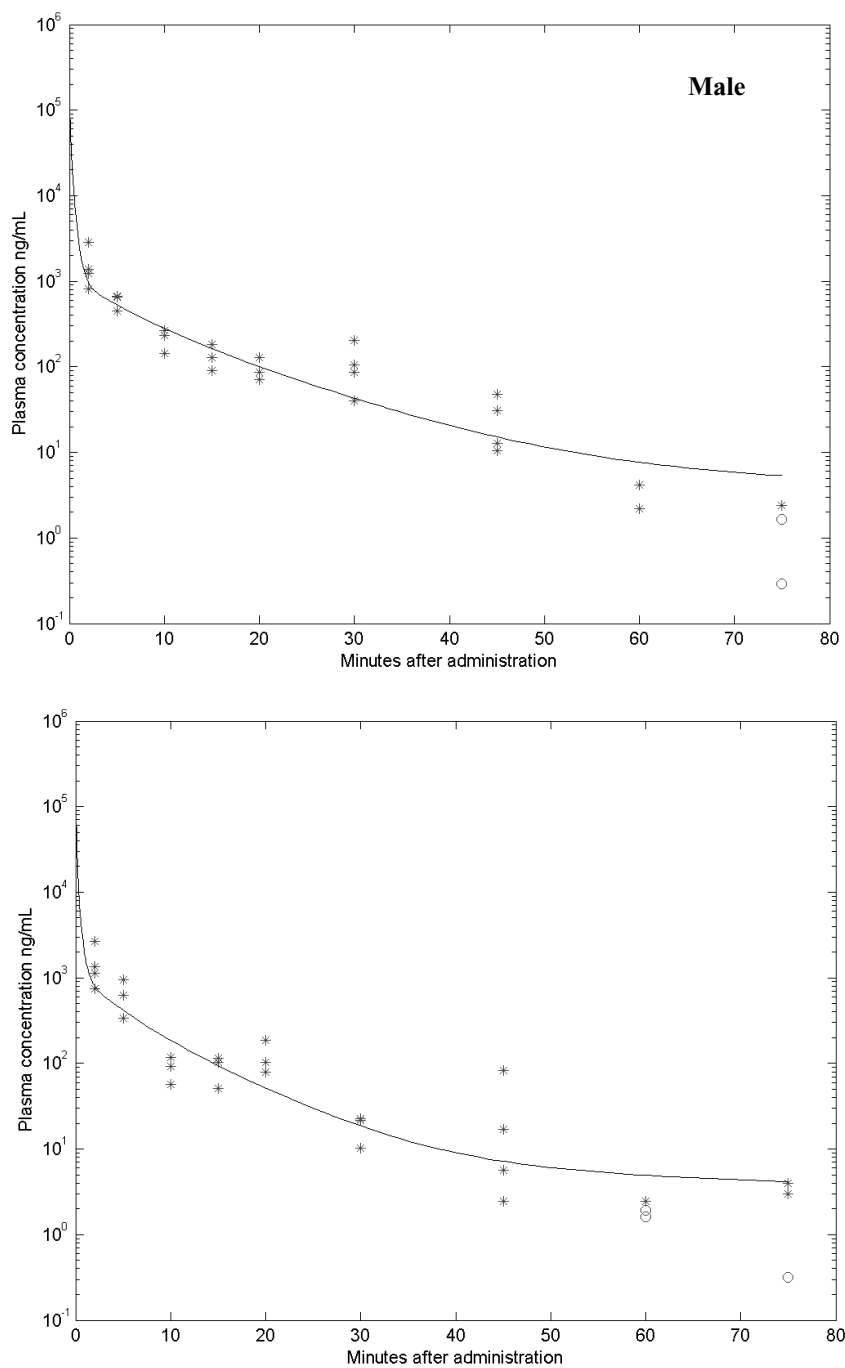 10^6
Male
10^5
10^4
10^3
10^2
10^1
10^0
10^-1
Plasma concentration ng/mL
0 10 20 30 40 50 60 70 80
Minutes after administration
10^6
10^5
10^4
10^3
10^2
10^1
10^0
10^-1
Plasma concentration ng/mL
0 10 20 30 40 50 60 70 80
Minutes after administration